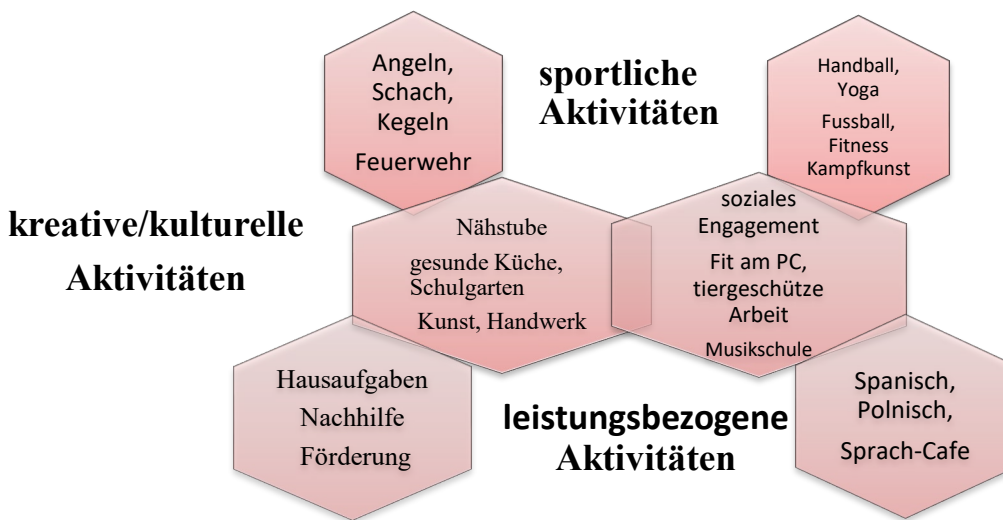 Angeln,
Schach,
Kegeln
Feuerwehr
sportliche
Aktivitäten
Handball,
Yoga
Fussball,
Fitness
Kampfkunst
kreative/kulturelle
Aktivitäten
Nähstube
gesunde Küche,
Schulgarten
Kunst, Handwerk
soziales
Engagement
Fit am PC,
tiergeschütze
Arbeit
Musikschule
Hausaufgaben
Nachhilfe
Förderung
leistungsbezogene
Aktivitäten
Spanisch,
Polnisch,
Sprach-Cafe